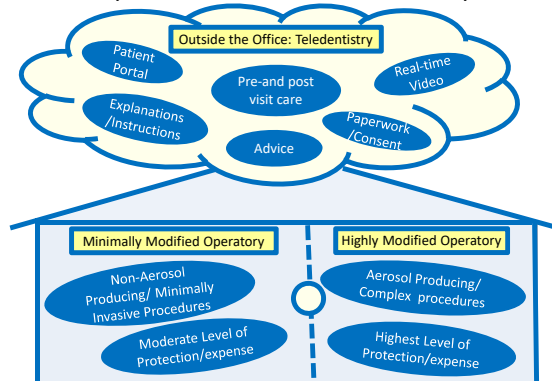 Outside the Office: Teledentistry
Patient
Portal
Real-time
Video
Pre-and post
visit care
Explanations
/Instructions
Paperwork
/Consent
Advice
Minimally Modified Operatory
Highly Modified Operatory
Non-Aerosol
Producing/ Minimally
Invasive Procedures
Aerosol Producing/
Complex procedures
Moderate Level of
Protection/expense
Highest Level of
Protection/expense